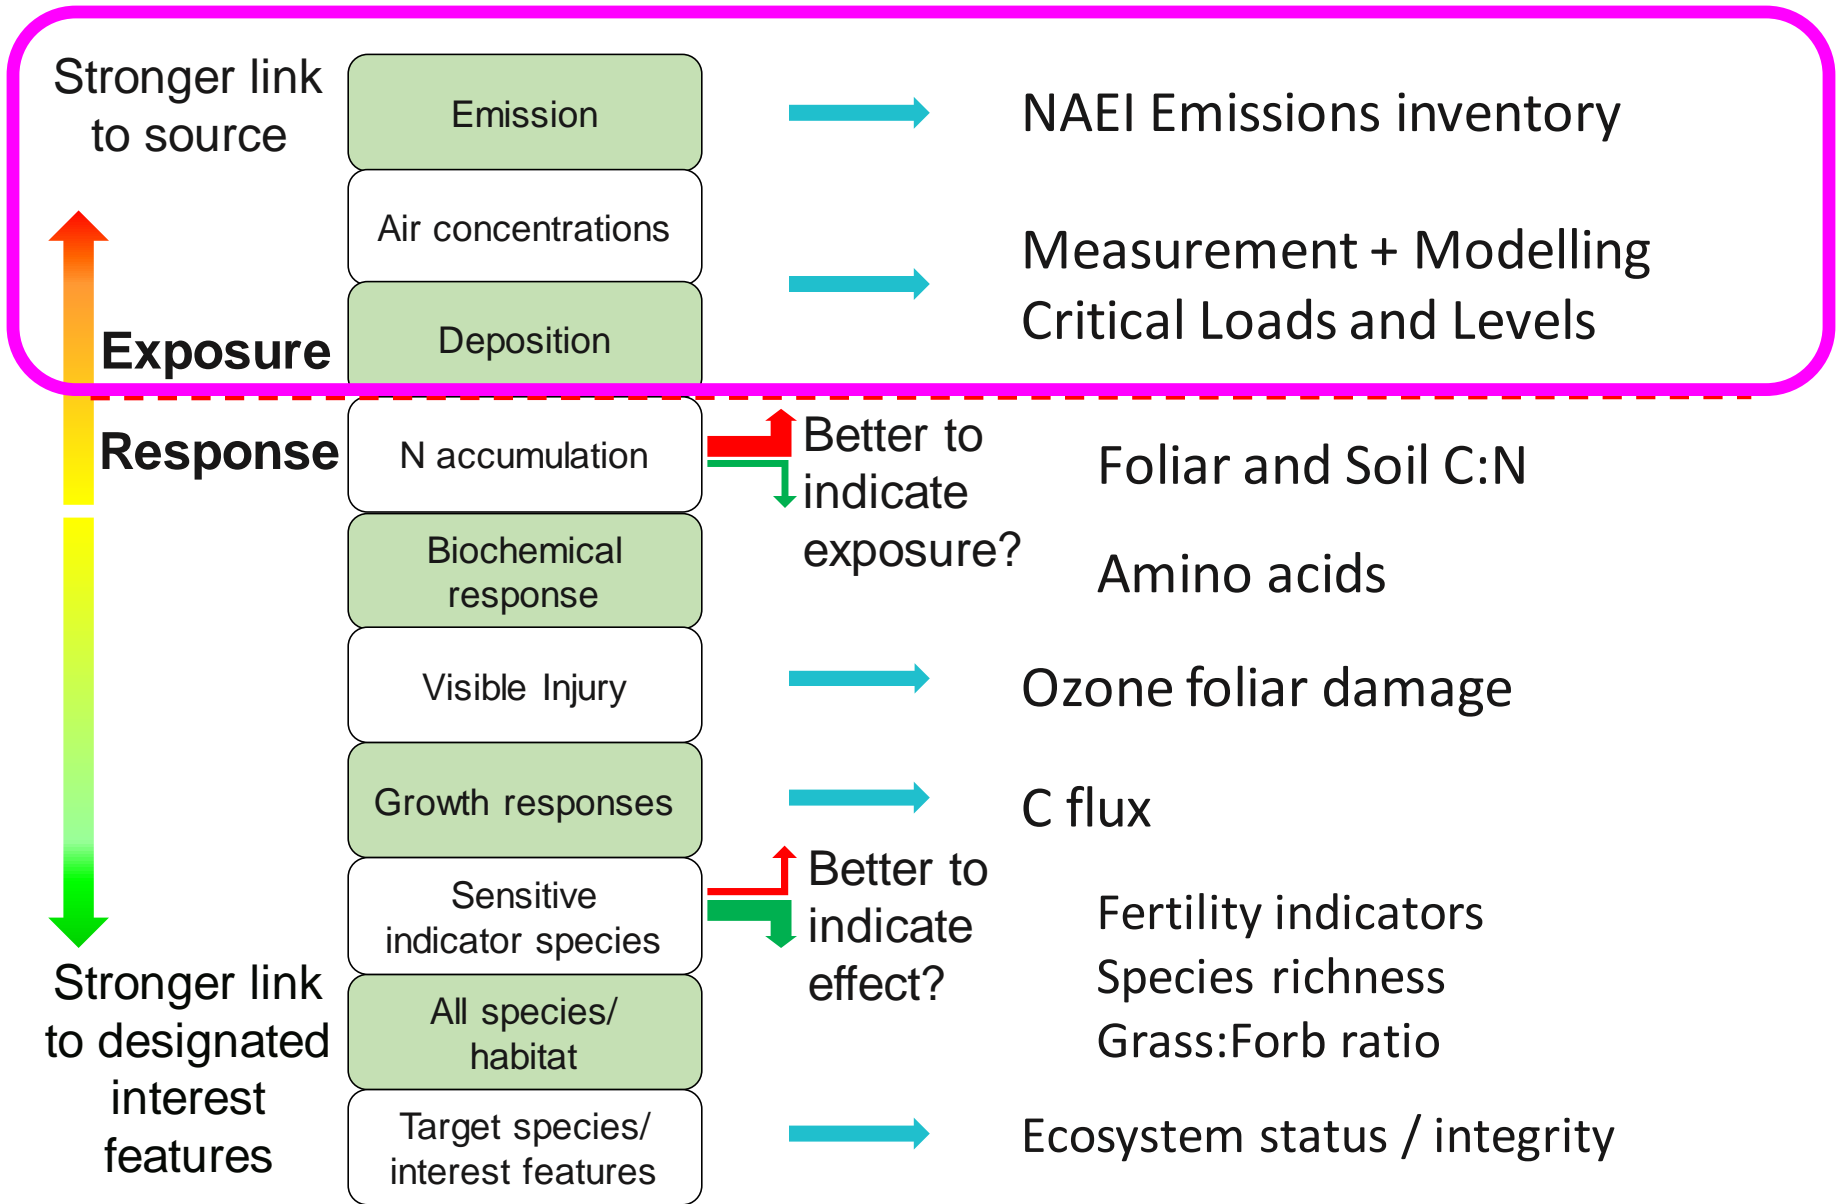 Stronger link
to source
Emission
NAEI Emissions inventory
Air concentrations
Measurement + Modelling
Critical Loads and Levels
Deposition
Exposure
Response
N accumulation
Better to
indicate
exposure?
Foliar and Soil C:N
Biochemical
response
Amino acids
Visible Injury
Ozone foliar damage
Growth responses
C flux
Sensitive
indicator species
Better to
indicate
effect?
Fertility indicators
Species richness
Grass:Forb ratio
Stronger link
to designated
interest
features
All species/
habitat
Target species/
interest features
Ecosystem status / integrity